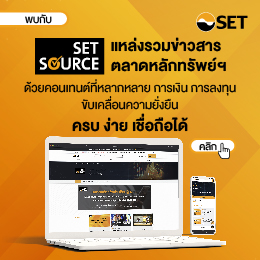 พบกับ
SET
SET
SOURCE
แหล่งรวมข่าวสาร
ตลาดหลักทรัพย์ฯ
ด้วยคอนเทนต์ที่หลากหลาย การเงิน การลงทุน
ขับเคลื่อนความยั่งยืน
ครบ ง่าย เชื่อถือได้
คลิก